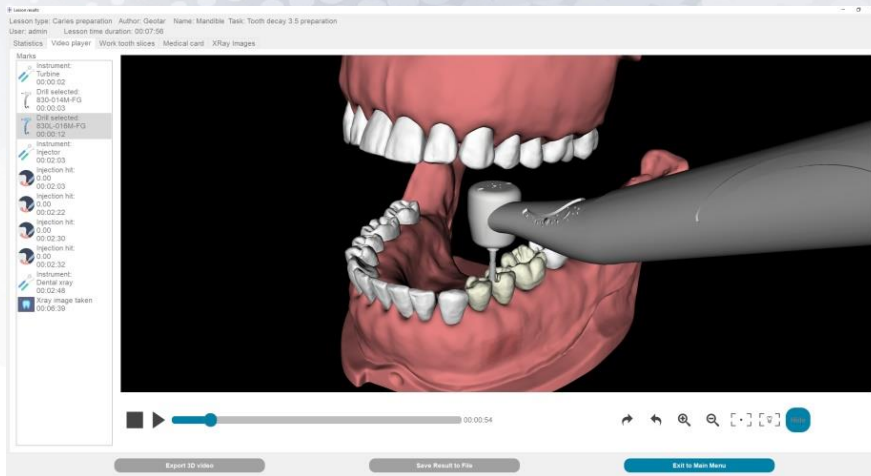 Lesson results
Lesson type: Caries preparation Author: Geotar Name: Mandible Task: Tooth decay 3.5 preparation
User: admin Lesson time duration: 00:07:56
Statistics Video player Work tooth slices Medical card XRay Images
Marks
Instrument:
Turbine
00:00:02
Drill selected:
830-014M-FG
00:00:03
Drill selected:
830L-016M-FG
00:00:12
Instrument:
Injector
00:02:03
Injection hit:
0.00
00:02:03
Injection hit:
0.00
00:02:22
Injection hit:
0.00
00:02:30
Injection hit:
0.00
00:02:32
Instrument:
Dental xray
00:02:46
Xray image taken
00:06:39
00:00:54
Export 3D video Save Result to File Exit to Main Menu